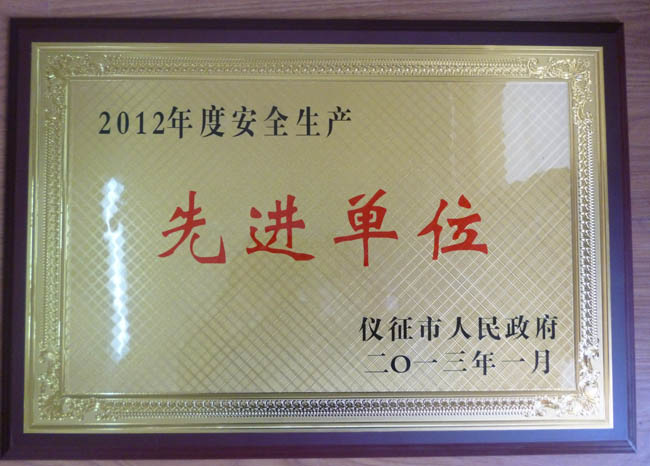 2012年度安全生产
先进单位
仪征市人民政府
二〇一三年一月